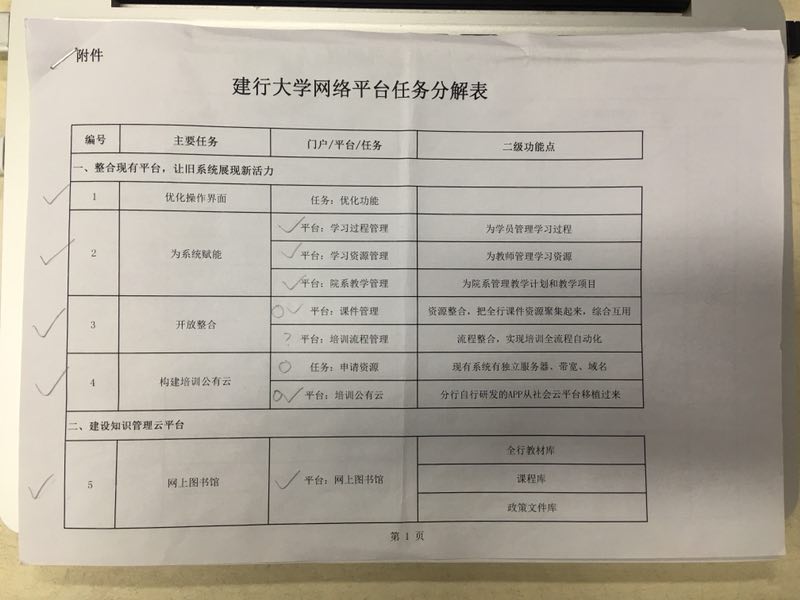 附件
建行大学网络平台任务分解表
编号 主要任务 门户/平台/任务 二级功能点
一、整合现有平台，让旧系统展现新活力
1 优化操作界面 任务：优化功能
2 为系统赋能 平台：学习过程管理 为学员管理学习过程
平台：学习资源管理 为教师管理学习资源
平台：院系教学管理 为院系管理教学计划和教学项目
3 开放整合 平台：课件管理 资源整合，把全行课件资源聚集起来，综合互用
? 平台：培训流程管理 流程整合，实现培训全流程自动化
4 构建培训公有云 任务：申请资源 现有系统有独立服务器、带宽、域名
平台：培训公有云 分行自行研发的APP从社会云平台移植过来
二、建设知识管理云平台
5 网上图书馆 平台：网上图书馆 全行教材库
课程库
政策文件库
第 1 页